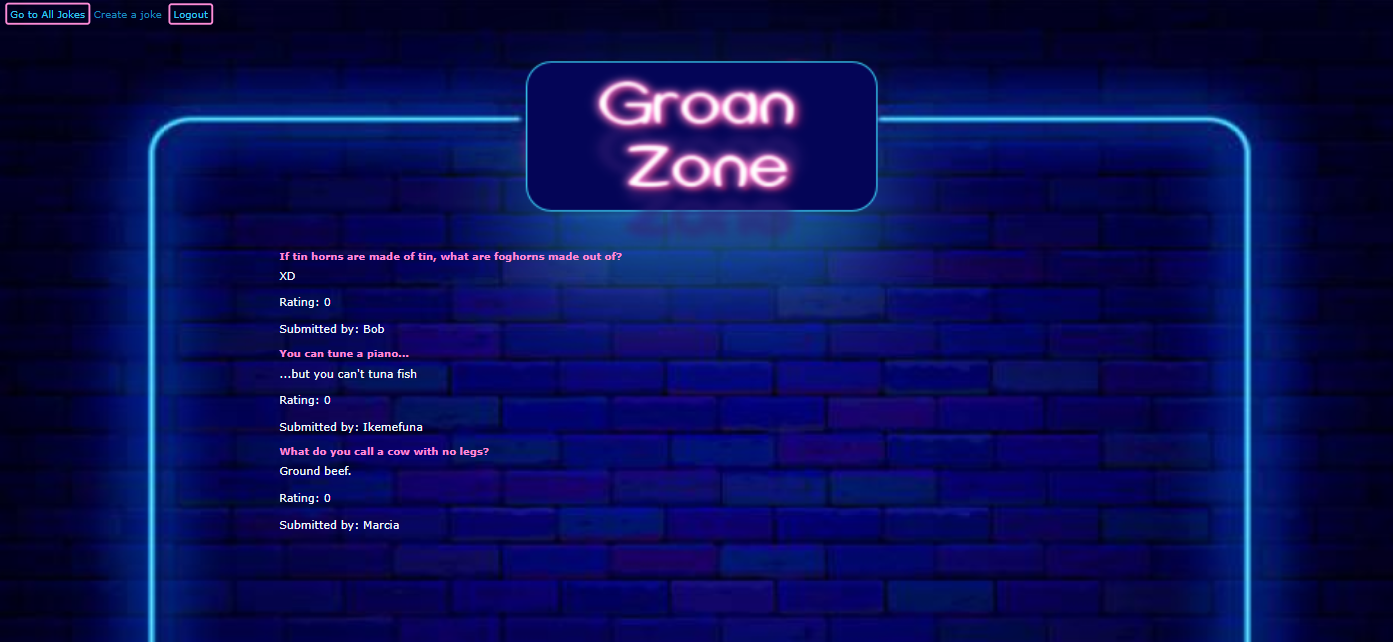 Go to All Jokes Create a joke Logout
Groan
Zone
If tin horns are made of tin, what are foghorns made out of?
XD
Rating: 0
Submitted by: Bob
You can tune a piano...
...but you can't tuna fish
Rating: 0
Submitted by: Ikemefuna
What do you call a cow with no legs?
Ground beef.
Rating: 0
Submitted by: Marcia